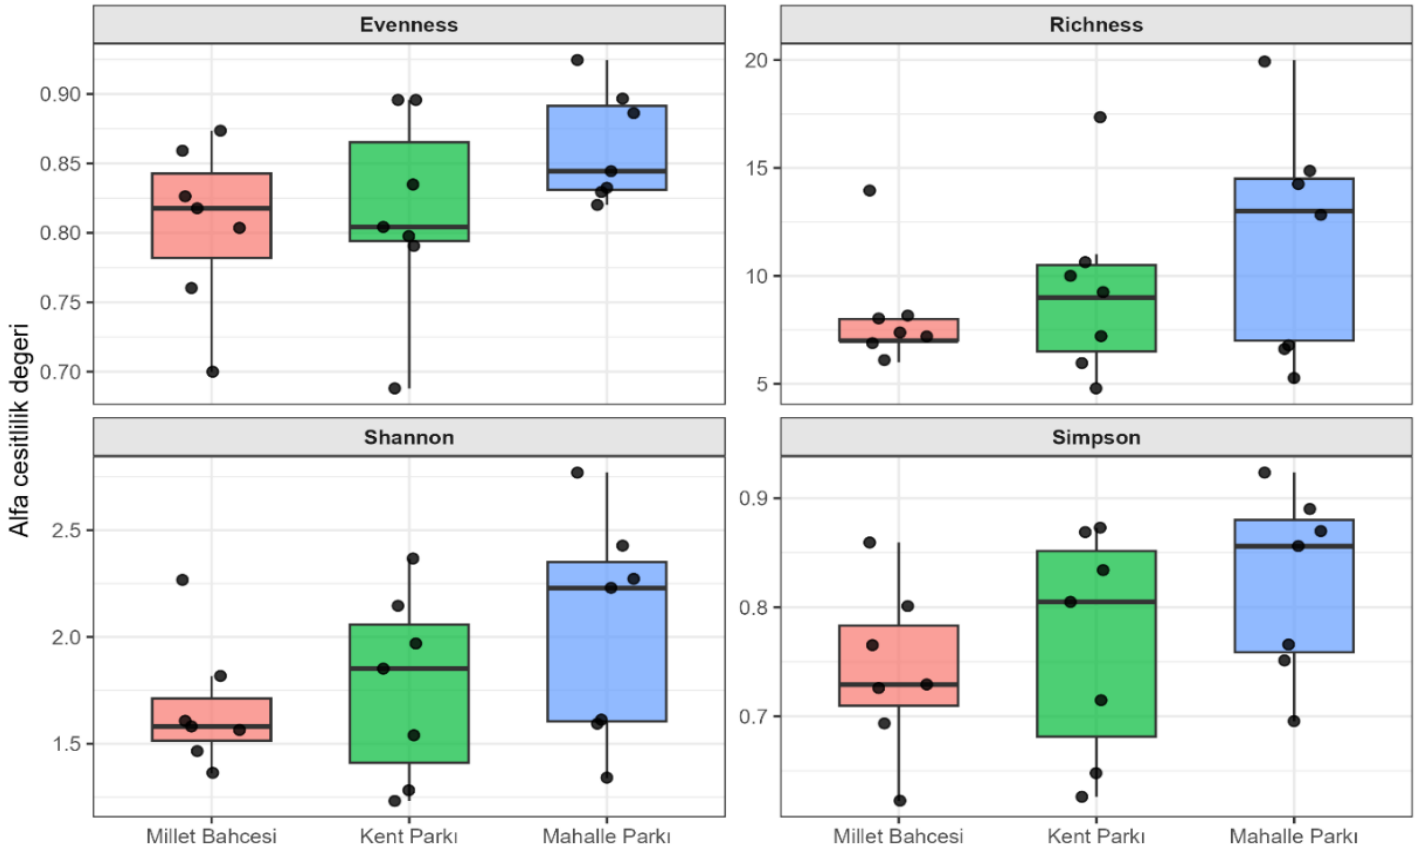 Evenness
Richness
0.90
0.85
0.80
0.75
0.70
20
15
10
5
Alfa cesitlilik degeri
Shannon
Simpson
2.5
2.0
1.5
0.9
0.8
0.7
Millet Bahcesi Kent Parkı Mahalle Parkı
Millet Bahcesi Kent Parkı Mahalle Parkı